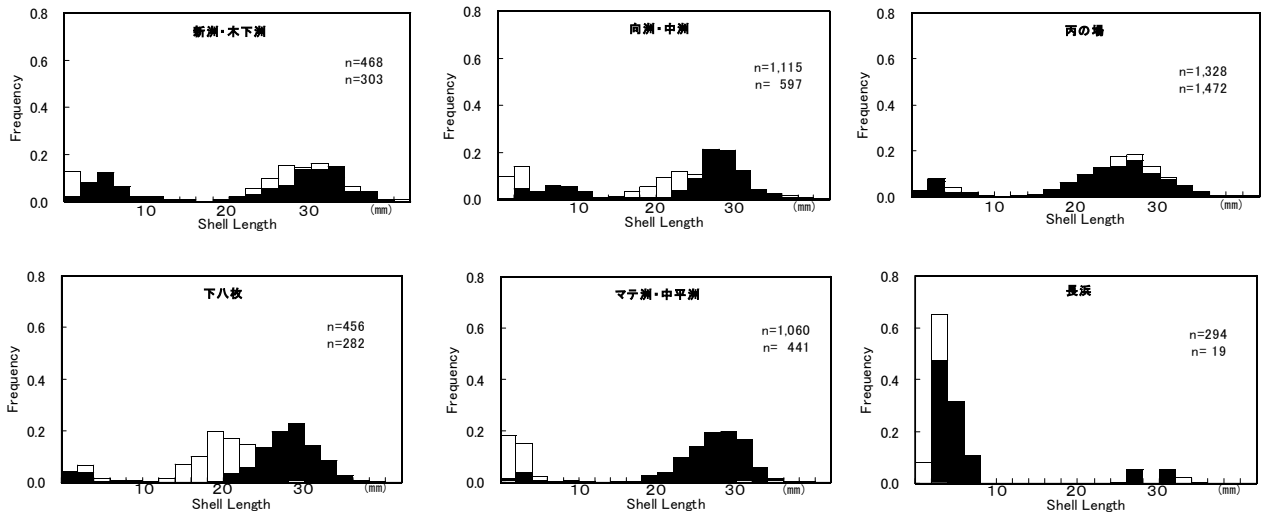 新洲・木下洲
n=468
n=303
Frequency
0.8
0.6
0.4
0.2
0.0
10
30
(mm)
Shell Length
向洲・中洲
n=1,115
n= 597
Frequency
0.8
0.6
0.4
0.2
0.0
10
20
30
(mm)
Shell Length
丙の場
n=1,328
n=1,472
Frequency
0.8
0.6
0.4
0.2
0.0
10
20
30
(mm)
Shell Length
下八枚
n=456
n=282
Frequency
0.8
0.6
0.4
0.2
0.0
10
30
(mm)
Shell Length
マテ洲・中平洲
n=1,060
n= 441
Frequency
0.8
0.6
0.4
0.2
0.0
10
20
30
(mm)
Shell Length
長浜
n=294
n= 19
Frequency
0.8
0.6
0.4
0.2
0.0
10
20
30
(mm)
Shell Length